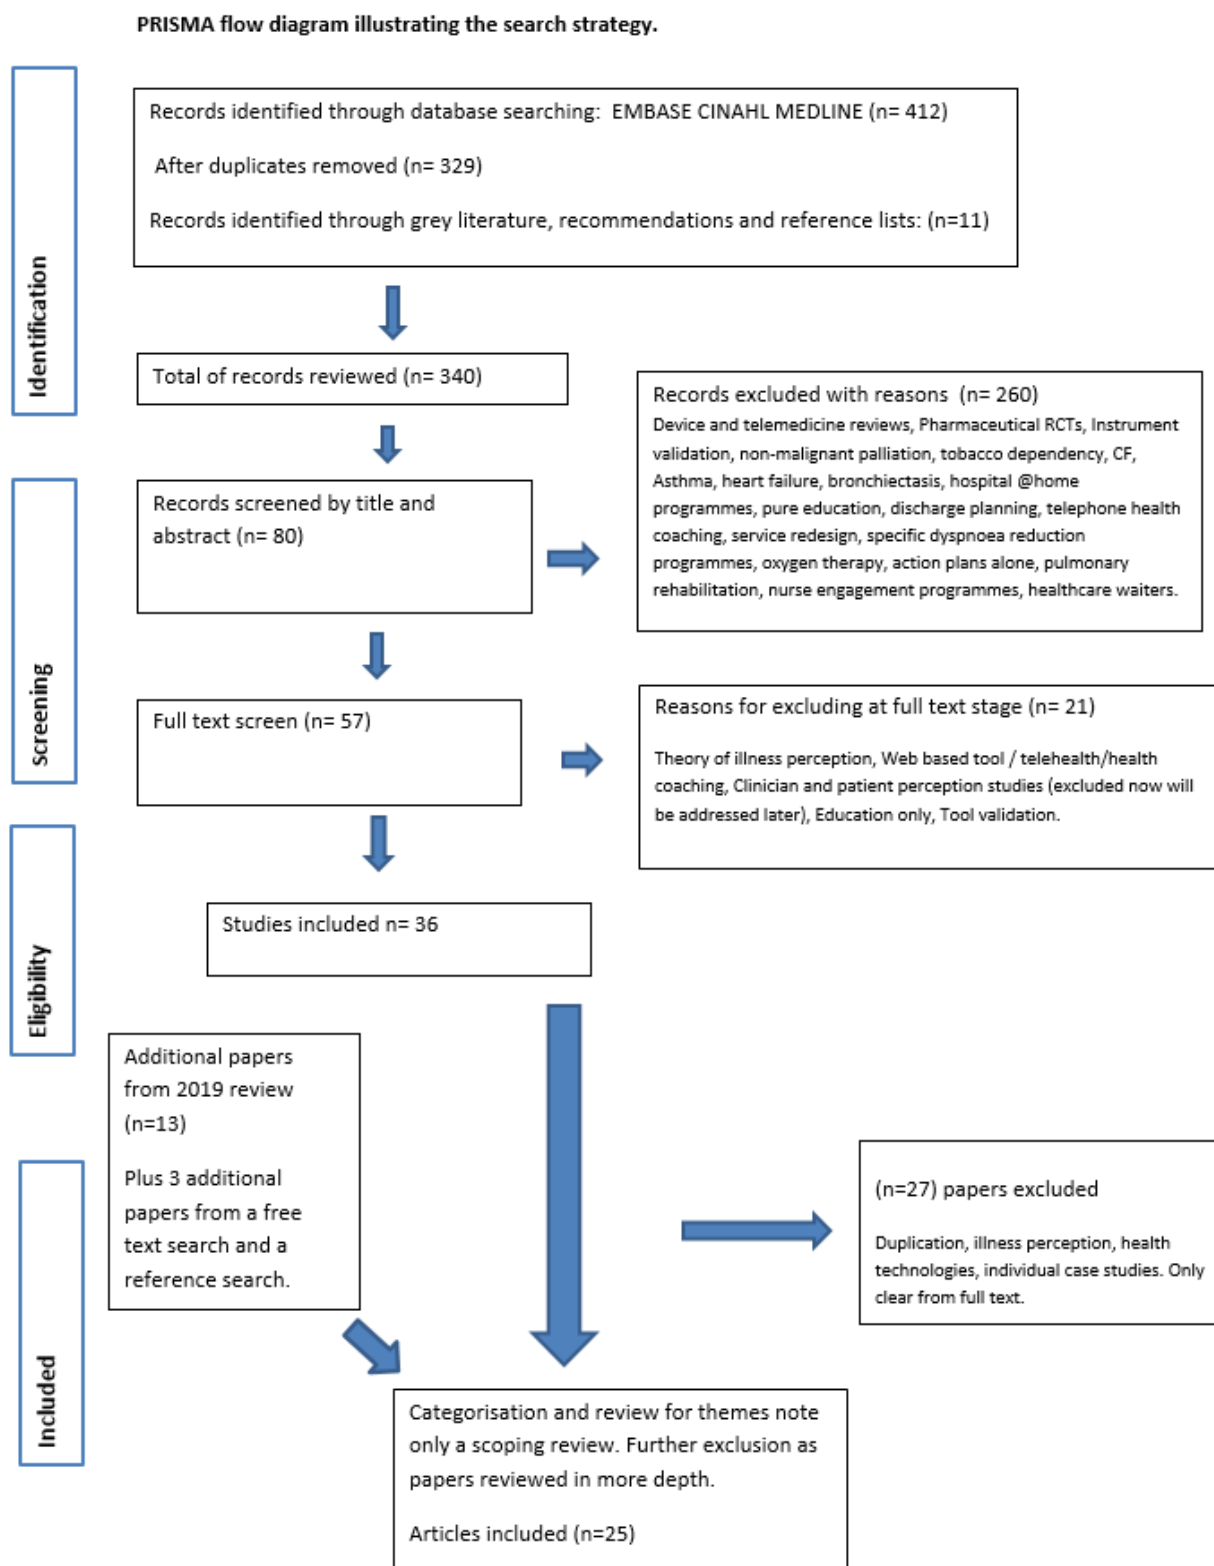 PRISMA flow diagram illustrating the search strategy.
Identification
Records identified through database searching: EMBASE CINAHL MEDLINE (n= 412)
After duplicates removed (n= 329)
Records identified through grey literature, recommendations and reference lists: (n=11)
Total of records reviewed (n= 340)
Records excluded with reasons (n= 260)
Device and telemedicine reviews, Pharmaceutical RCTs, Instrument
validation, non-malignant palliation, tobacco dependency, CF,
Asthma, heart failure, bronchiectasis, hospital @home
programmes, pure education, discharge planning, telephone health
coaching, service redesign, specific dyspnoea reduction
programmes, oxygen therapy, action plans alone, pulmonary
rehabilitation, nurse engagement programmes, healthcare waiters.
Screening
Records screened by title and
abstract (n= 80)
Full text screen (n= 57)
Reasons for excluding at full text stage (n= 21)
Theory of illness perception, Web based tool / telehealth/health
coaching, Clinician and patient perception studies (excluded now will
be addressed later), Education only, Tool validation.
Eligibility
Studies included n= 36
Additional papers
from 2019 review
(n=13)
Plus 3 additional
papers from a free
text search and a
reference search.
(n=27) papers excluded
Duplication, illness perception, health
technologies, individual case studies. Only
clear from full text.
Included
Categorisation and review for themes note
only a scoping review. Further exclusion as
papers reviewed in more depth.
Articles included (n=25)